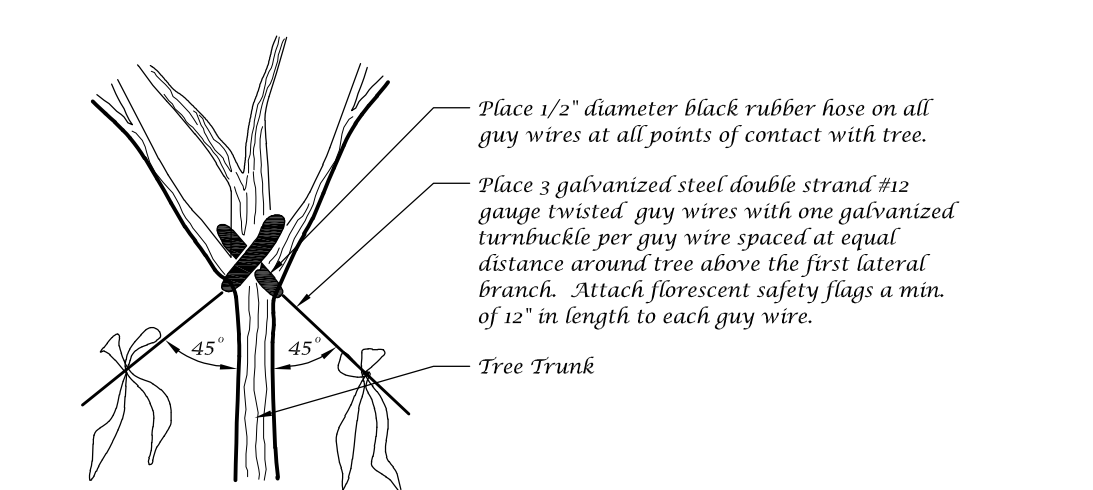 Place 1/2" diameter black rubber hose on all
guy wires at all points of contact with tree.
Place 3 galvanized steel double strand #12
gauge twisted guy wires with one galvanized
turnbuckle per guy wire spaced at equal
distance around tree above the first lateral
branch. Attach florescent safety flags a min.
of 12" in length to each guy wire.
45° 45°
Tree Trunk